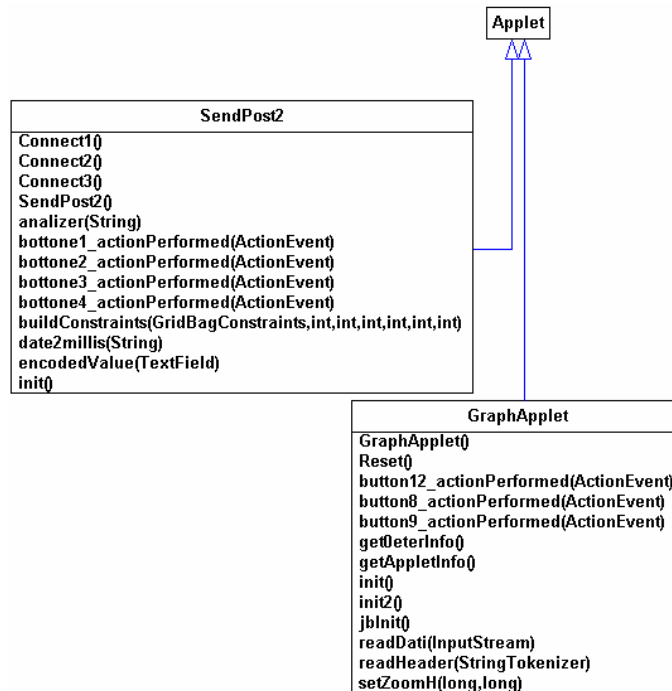 Applet
SendPost2
Connect1()
Connect2()
Connect3()
SendPost2()
analizer(String)
bottone1_actionPerformed(ActionEvent)
bottone2_actionPerformed(ActionEvent)
bottone3_actionPerformed(ActionEvent)
bottone4_actionPerformed(ActionEvent)
buildConstraints(GridBagConstraints,int,int,int,int,int,int)
date2millis(String)
encodedValue(TextField)
init()
GraphApplet
GraphApplet()
Reset()
button12_actionPerformed(ActionEvent)
button8_actionPerformed(ActionEvent)
button9_actionPerformed(ActionEvent)
get0eterInfo()
getAppletInfo()
init()
init2()
jbInit()
readDati(InputStream)
readHeader(StringTokenizer)
setZoomH(long,long)